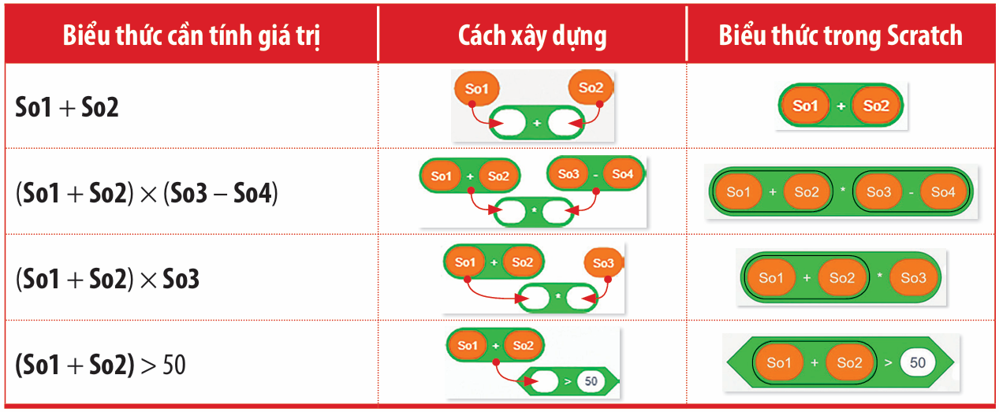 Biểu thức cần tính giá trị Cách xây dựng Biểu thức trong Scratch
So1 + So2
So1 So2
+
So1 + So2
(So1 + So2) × (So3 – So4)
So1 + So2 So3 - So4
*
So1 + So2 * So3 - So4
(So1 + So2) × So3
So1 + So2 So3
*
So1 + So2 * So3
(So1 + So2) > 50
So1 + So2
> 50
So1 + So2 > 50